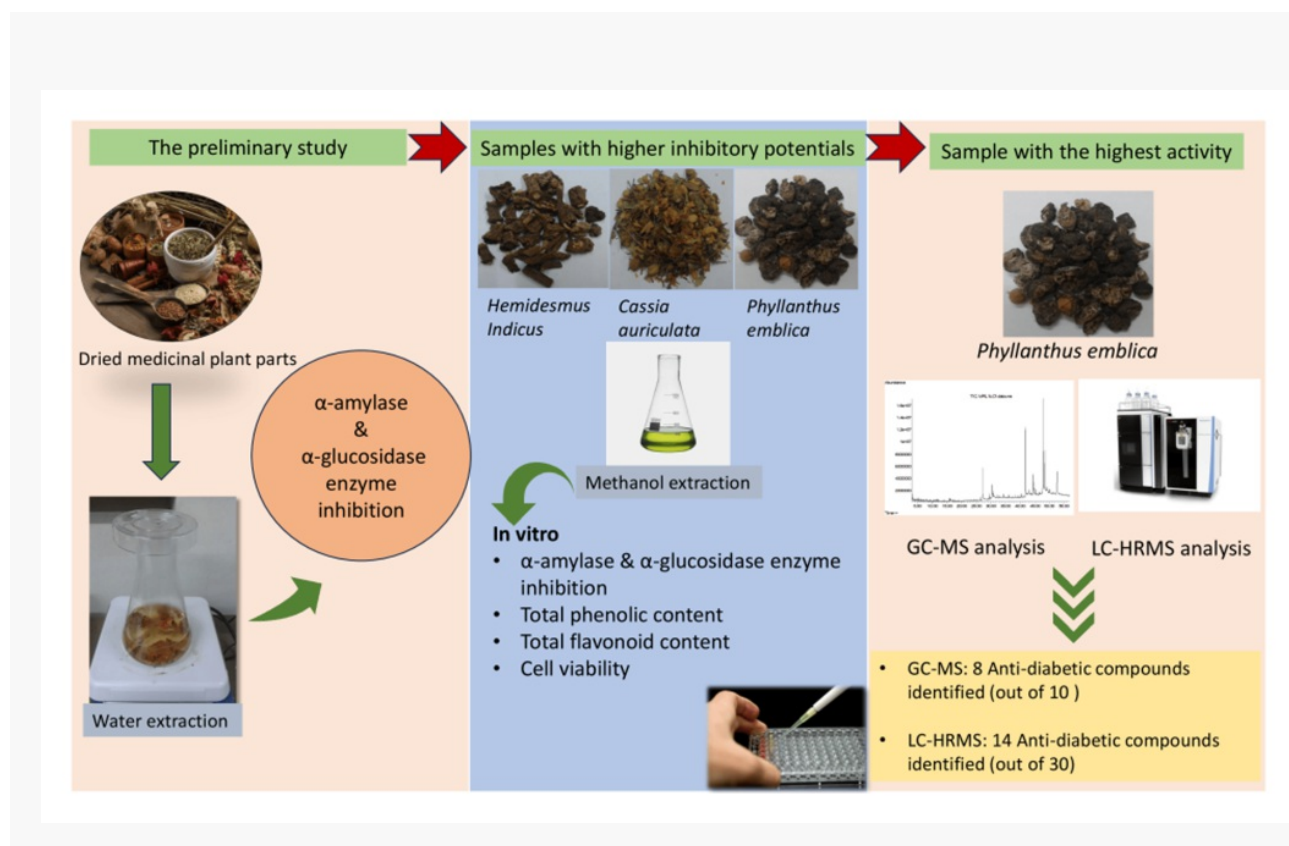 The preliminary study
Dried medicinal plant parts
Water extraction
α-amylase
&
α-glucosidase
enzyme
inhibition
Samples with higher inhibitory potentials
Hemidesmus
Indicus
Cassia
auriculata
Phyllanthus
emblica
Methanol extraction
In vitro
• α-amylase & α-glucosidase enzyme
inhibition
• Total phenolic content
• Total flavonoid content
• Cell viability
Sample with the highest activity
Phyllanthus emblica
GC-MS analysis
LC-HRMS analysis
• GC-MS: 8 Anti-diabetic compounds
identified (out of 10 )
• LC-HRMS: 14 Anti-diabetic compounds
identified (out of 30)